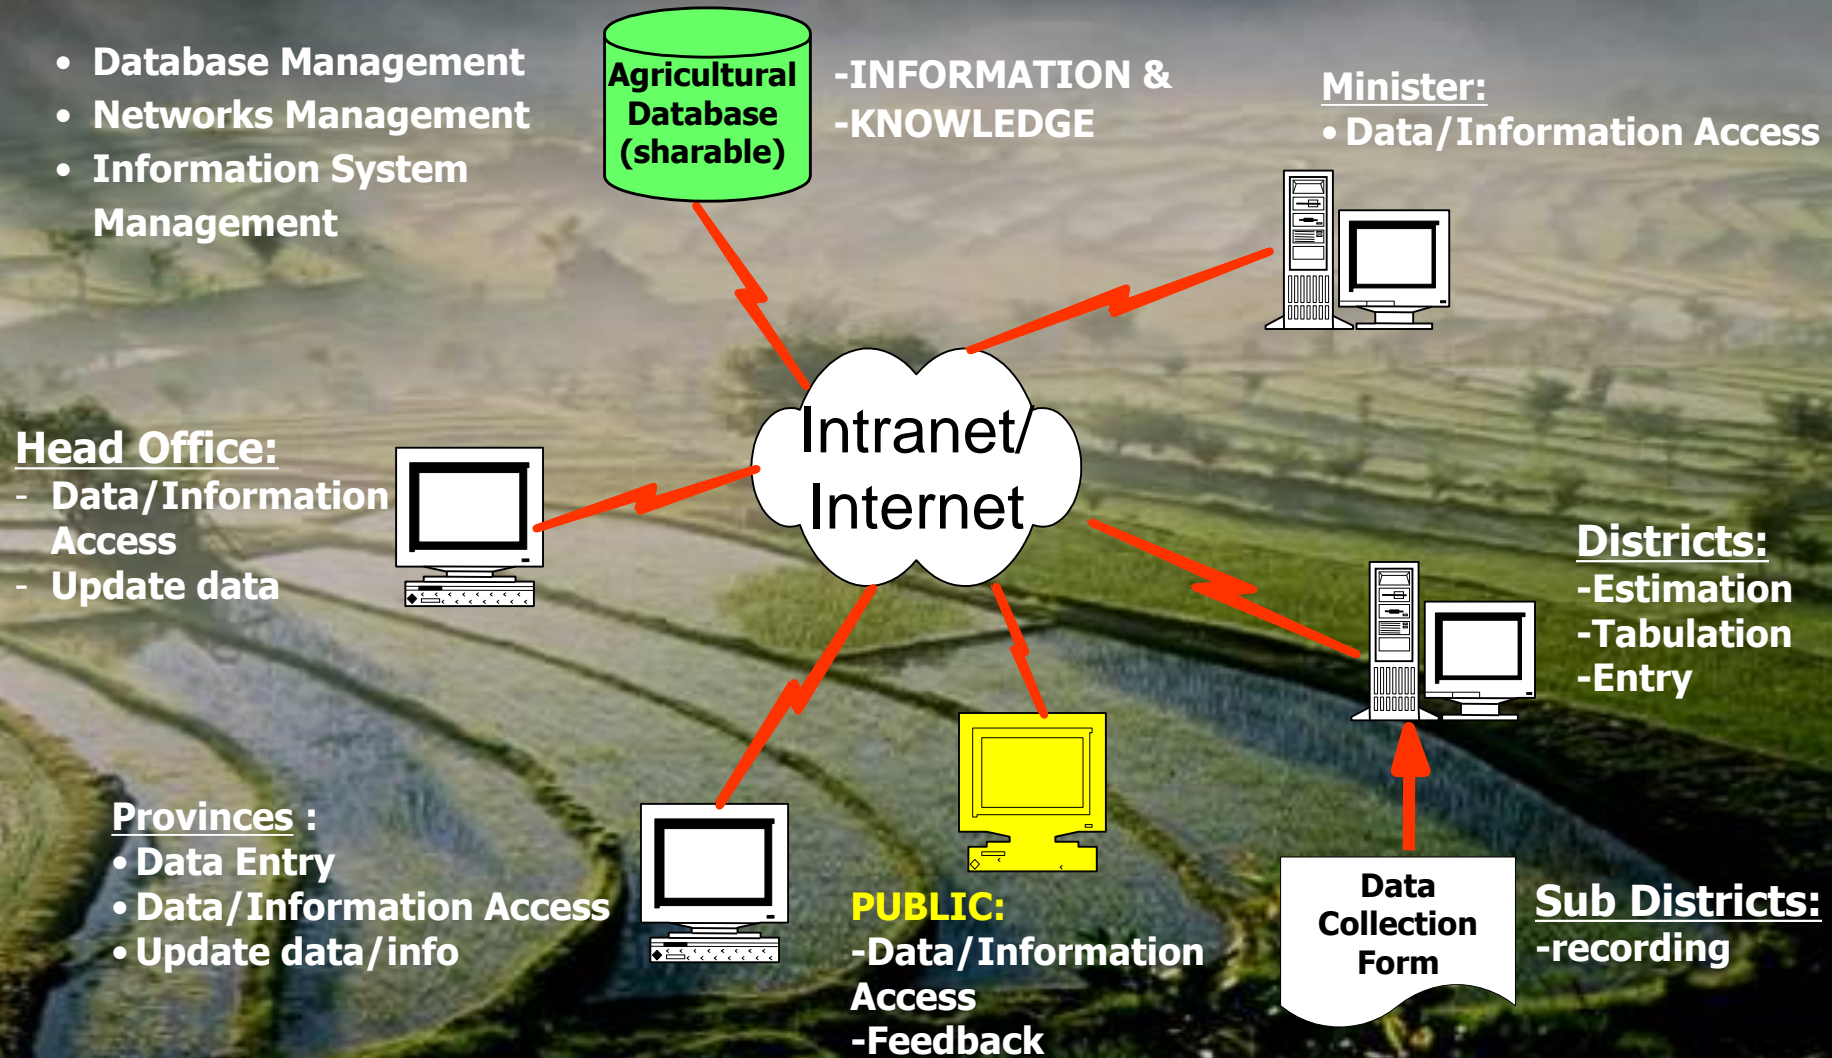 • Database Management
• Networks Management
• Information System
Management
Agricultural
Database
(sharable)
-INFORMATION &
-KNOWLEDGE
Minister:
• Data/Information Access
Intranet/
Internet
Head Office:
- Data/Information
Access
- Update data
Districts:
-Estimation
-Tabulation
-Entry
Provinces :
• Data Entry
• Data/Information Access
• Update data/info
PUBLIC:
-Data/Information
Access
-Feedback
Data
Collection
Form
Sub Districts:
-recording